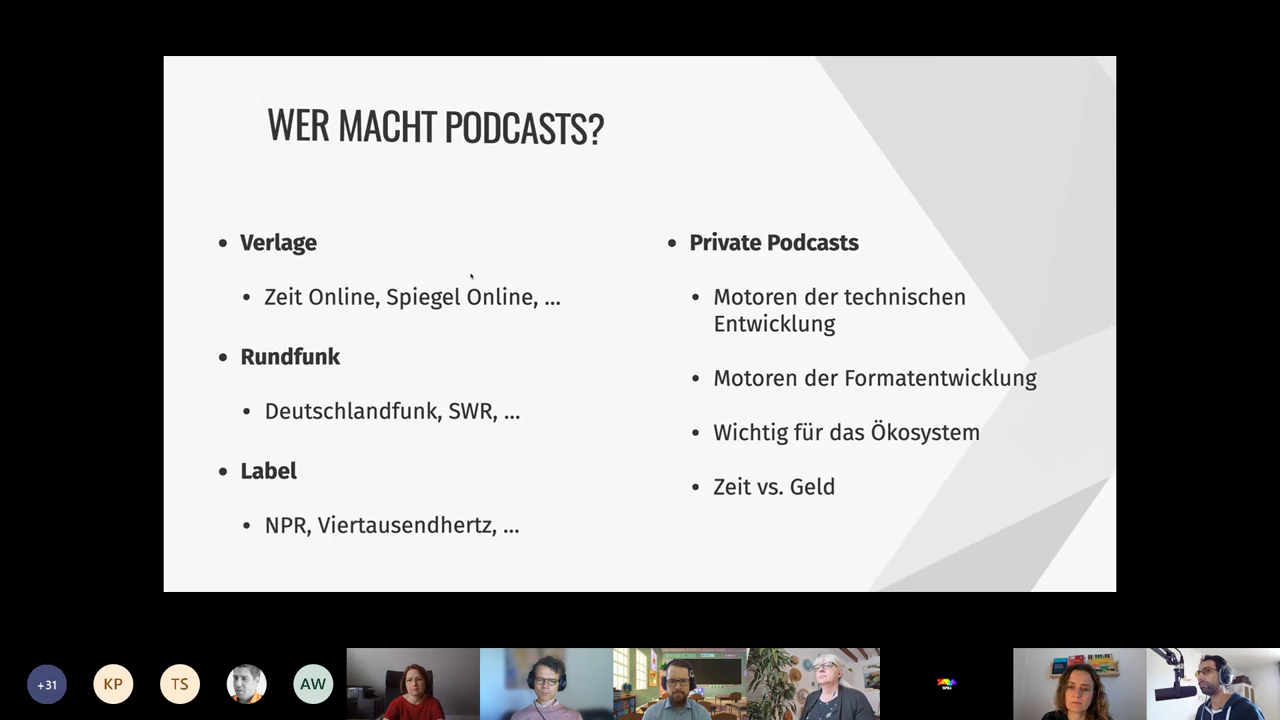 WER MACHT PODCASTS?
• Verlage
• Zeit Online, Spiegel Online, ...
• Rundfunk
• Deutschlandfunk, SWR, ...
• Label
• NPR, Viertausendhertz, ...
• Private Podcasts
• Motoren der technischen
Entwicklung
• Motoren der Formatentwicklung
• Wichtig für das Ökosystem
• Zeit vs. Geld
+31
KP
TS
AW